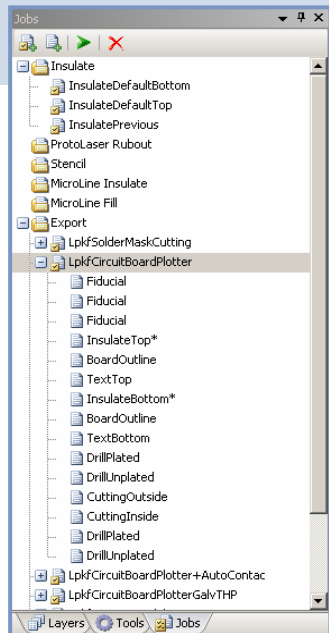 Jobs
Insulate
InsulateDefaultBottom
InsulateDefaultTop
InsulatePrevious
ProtoLaser Rubout
Stencil
MicroLine Insulate
MicroLine Fill
Export
LpkfSolderMaskCutting
LpkfCircuitBoardPlotter
Fiducial
Fiducial
Fiducial
InsulateTop*
BoardOutline
TextTop
InsulateBottom*
BoardOutline
TextBottom
DrillPlated
DrillUnplated
CuttingOutside
CuttingInside
DrillPlated
DrillUnplated
LpkfCircuitBoardPlotter+AutoContac
LpkfCircuitBoardPlotterGalvTHP
Layers Tools Jobs